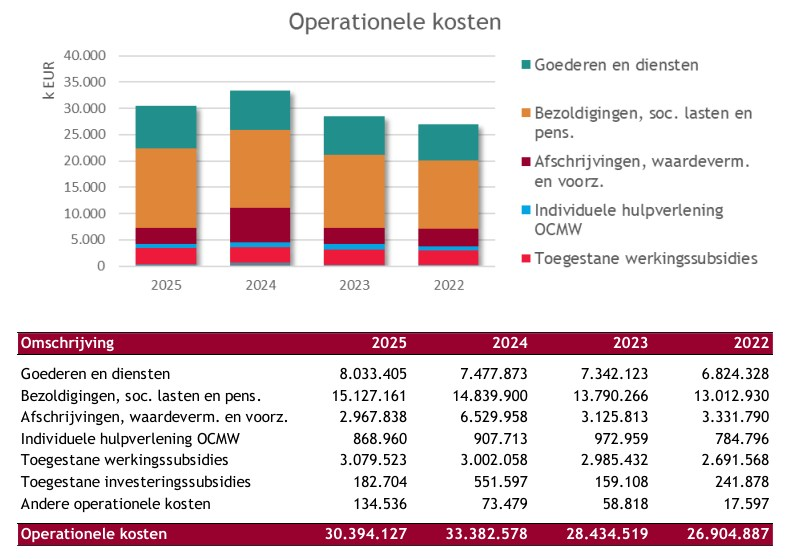 Operationele kosten
k EUR
40.000
35.000
30.000
25.000
20.000
15.000
10.000
5.000
0
2025 2024 2023 2022
Goederen en diensten
Bezoldigingen, soc. lasten en
pens.
Afschrijvingen, waardeverm.
en voorz.
Individuele hulpverlening
OCMW
Toegestane werkingssubsidies
Omschrijving 2025 2024 2023 2022
Goederen en diensten 8.033.405 7.477.873 7.342.123 6.824.328
Bezoldigingen, soc. lasten en pens. 15.127.161 14.839.900 13.790.266 13.012.930
Afschrijvingen, waardeverm. en voorz. 2.967.838 6.529.958 3.125.813 3.331.790
Individuele hulpverlening OCMW 868.960 907.713 972.959 784.796
Toegestane werkingssubsidies 3.079.523 3.002.058 2.985.432 2.691.568
Toegestane investeringssubsidies 182.704 551.597 159.108 241.878
Andere operationele kosten 134.536 73.479 58.818 17.597
Operationele kosten 30.394.127 33.382.578 28.434.519 26.904.887